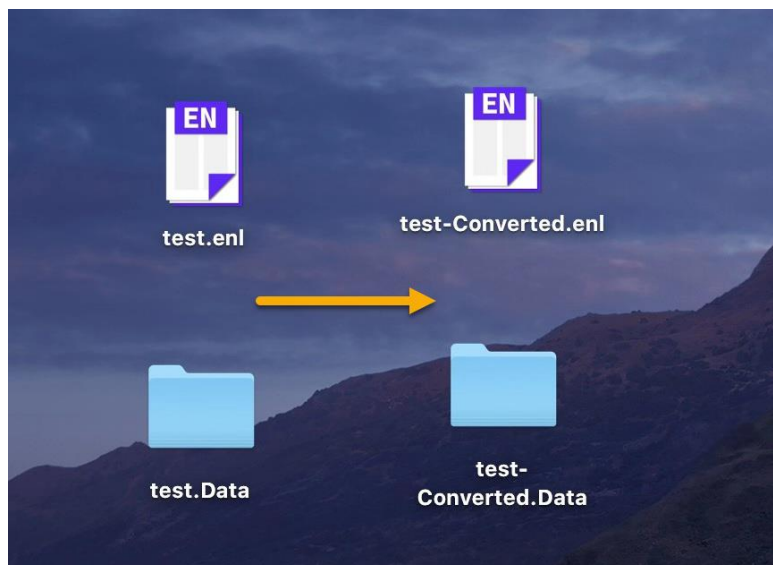 EN
test.enl
EN
test-Converted.enl
test.Data
test-
Converted.Data